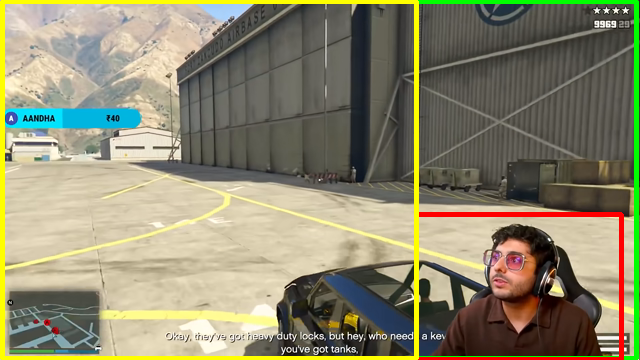 9969 29
A AANDHA ₹40
Okay, they've got heavy duty locks, but hey, who need a key
you've got tanks,